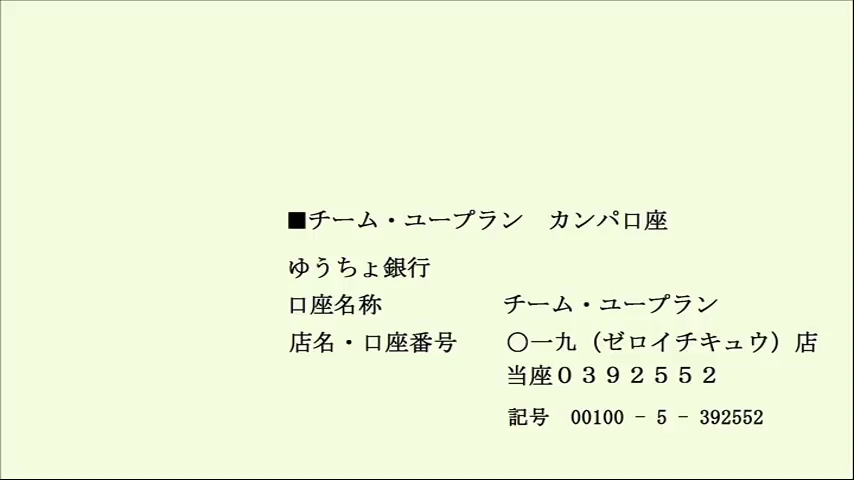 ■チーム・ユープラン　カンパ口座
ゆうちょ銀行
口座名称　チーム・ユープラン
店名・口座番号　〇一九（ゼロイチキュウ）店
当座０３９２５５２
記号　00100 － 5 － 392552